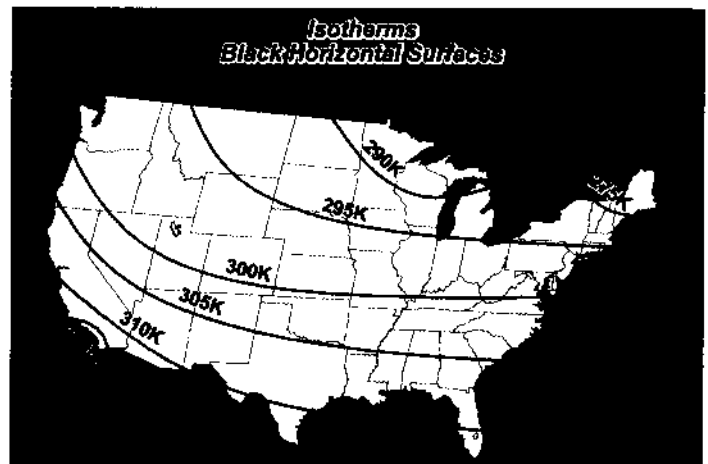 Isotherms
Black Horizontal Surfaces
290K
295K
300K
305K
310K